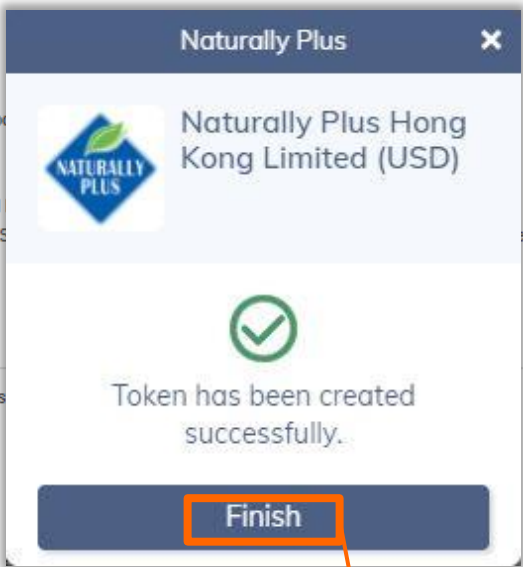 Naturally Plus
Naturally Plus Hong
Kong Limited (USD)
NATURALLY
PLUS
Token has been created
successfully.
Finish